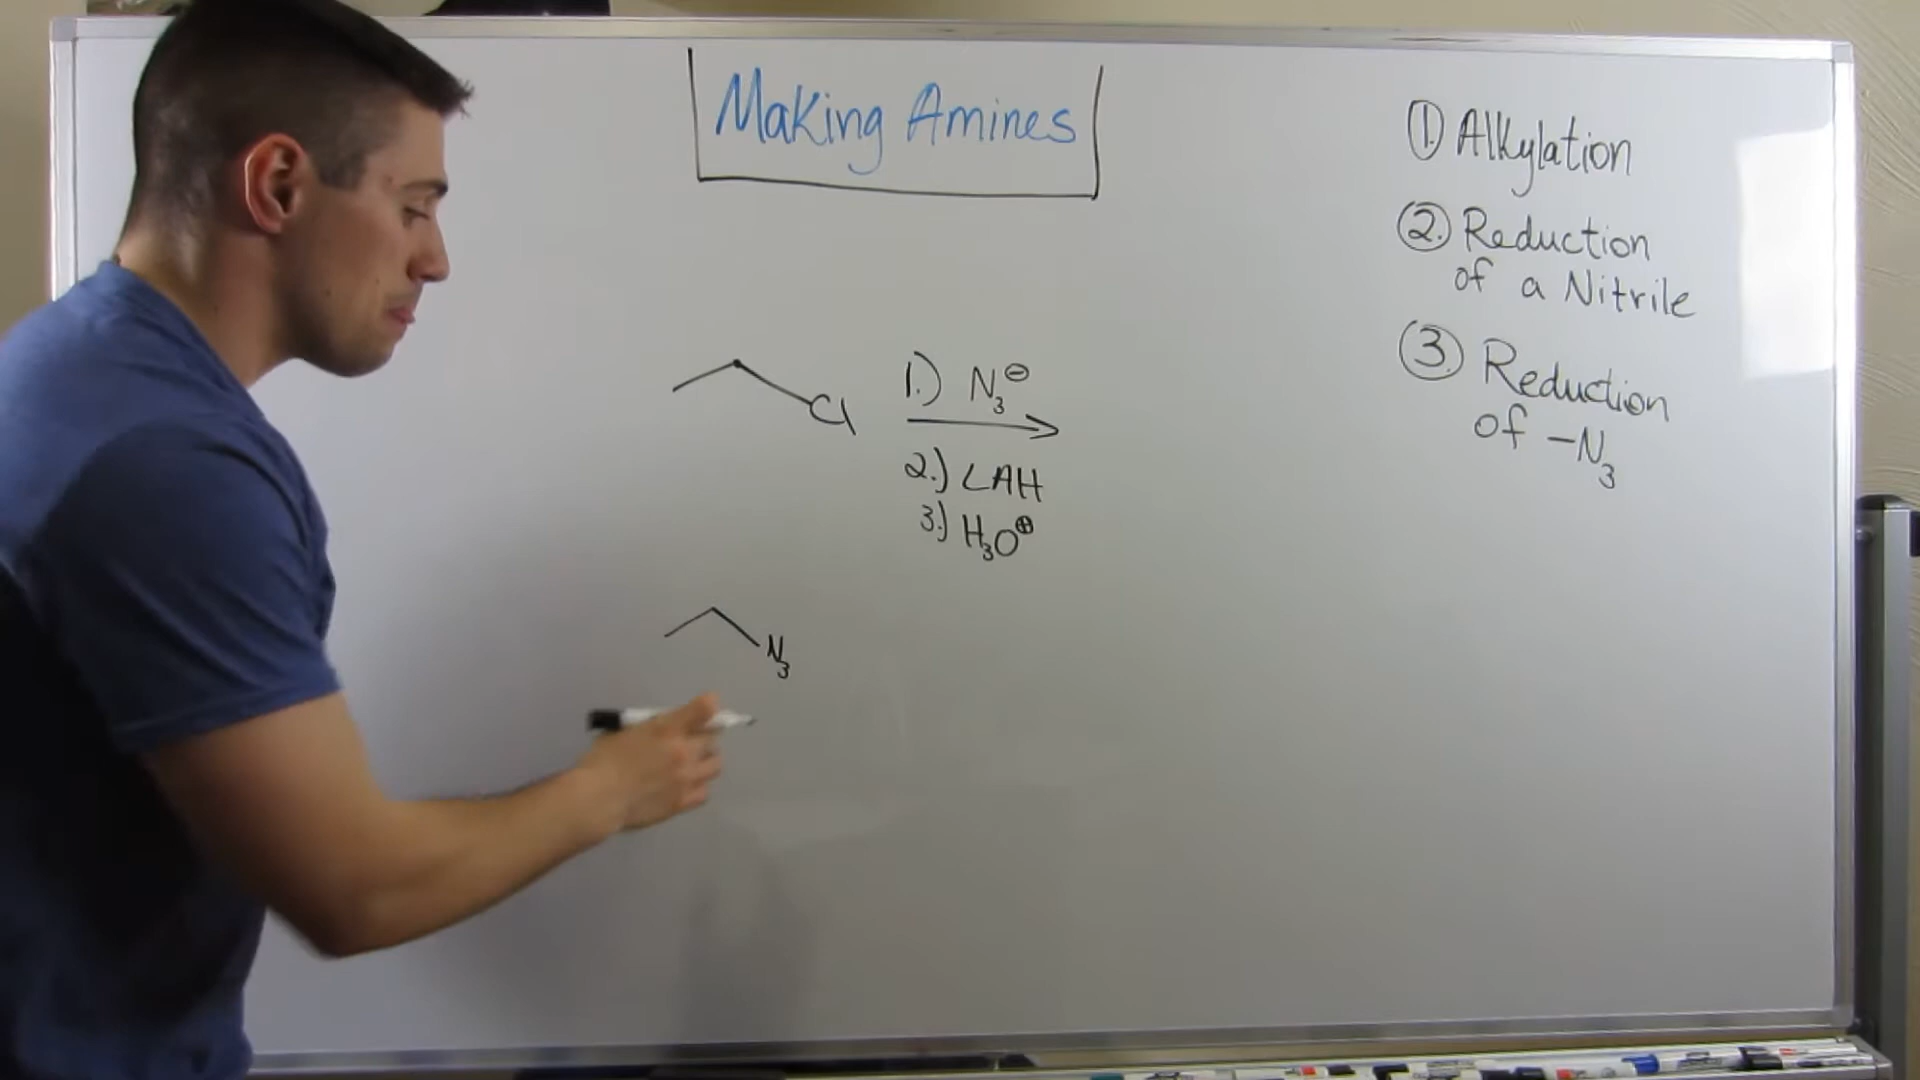 Making Amines
① Alkylation
②. Reduction
of a Nitrile
③. Reduction
of –N₃
Cl
1.) N₃⊖
2.) LAH
3.) H₃O⊕
N₃